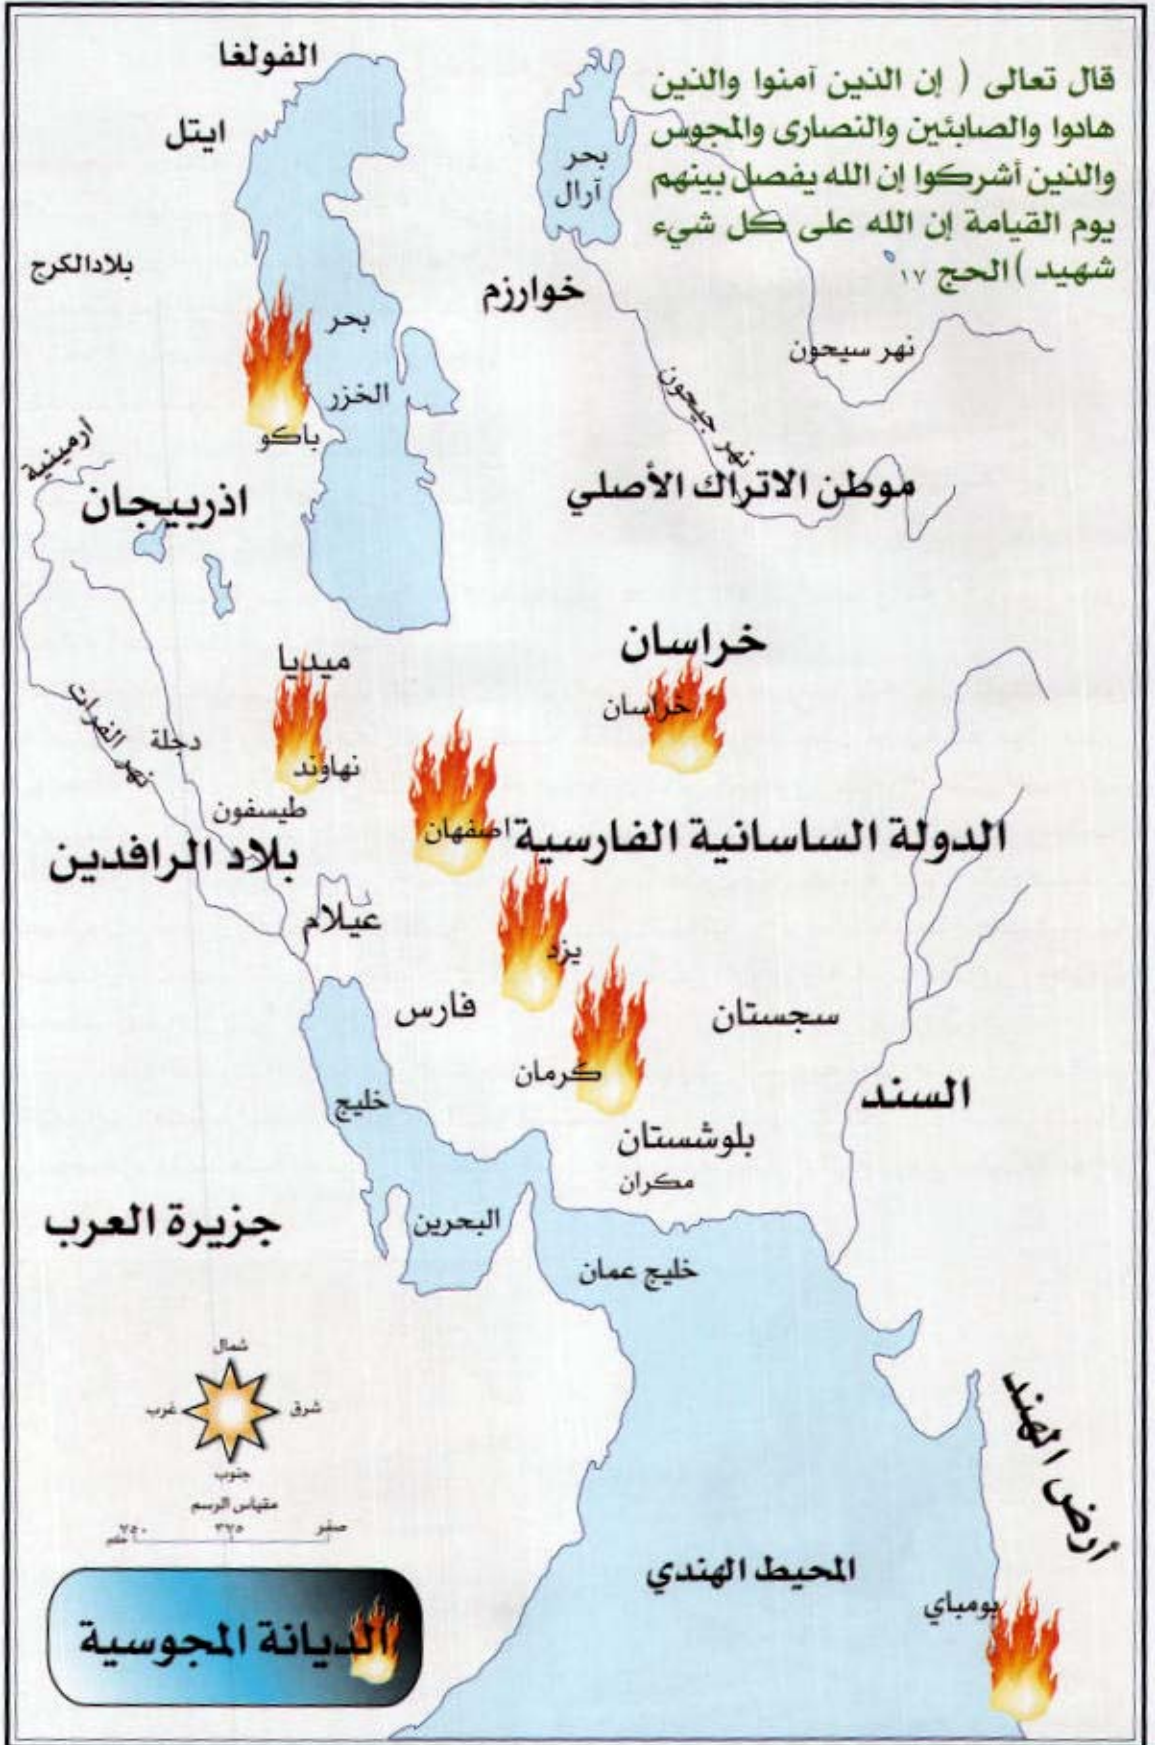 قال تعالى ( إن الذين آمنوا والذين
هادوا والصابئين والنصارى والمجوس
والذين أشركوا إن الله يفصل بينهم
يوم القيامة إن الله على كل شيء
شهيد ) الحج ١٧
الفولغا
ايتل
بحر
آرال
بلادالكرج
خوارزم
بحر
الخزر
نهر سيحون
نهر جيحون
باكو
ارمينية
اذربيجان
موطن الاتراك الأصلي
خراسان
ميديا
خراسان
نهر الفرات
دجلة
نهاوند
طيسفون
اصفهان
الدولة الساسانية الفارسية
بلاد الرافدين
عيلام
يزد
فارس
سجستان
كرمان
خليج
السند
بلوشستان
مكران
جزيرة العرب
البحرين
خليج عمان
شمال
شرق
غرب
جنوب
أرض الهند
مقياس الرسم
صفر ٣٧٥ ٧٥٠
المحيط الهندي
بومباي
الديانة المجوسية